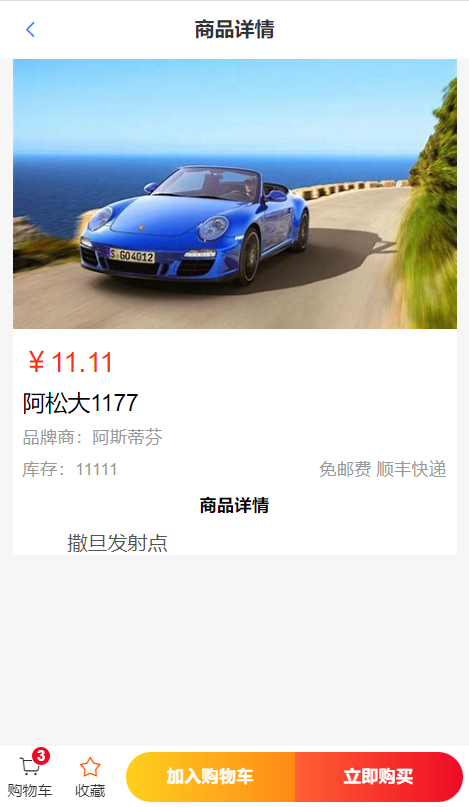 商品详情
S GO4012
￥11.11
阿松大1177
品牌商：阿斯蒂芬
库存：11111 免邮费 顺丰快递
商品详情
撒旦发射点
3
购物车 收藏 加入购物车 立即购买